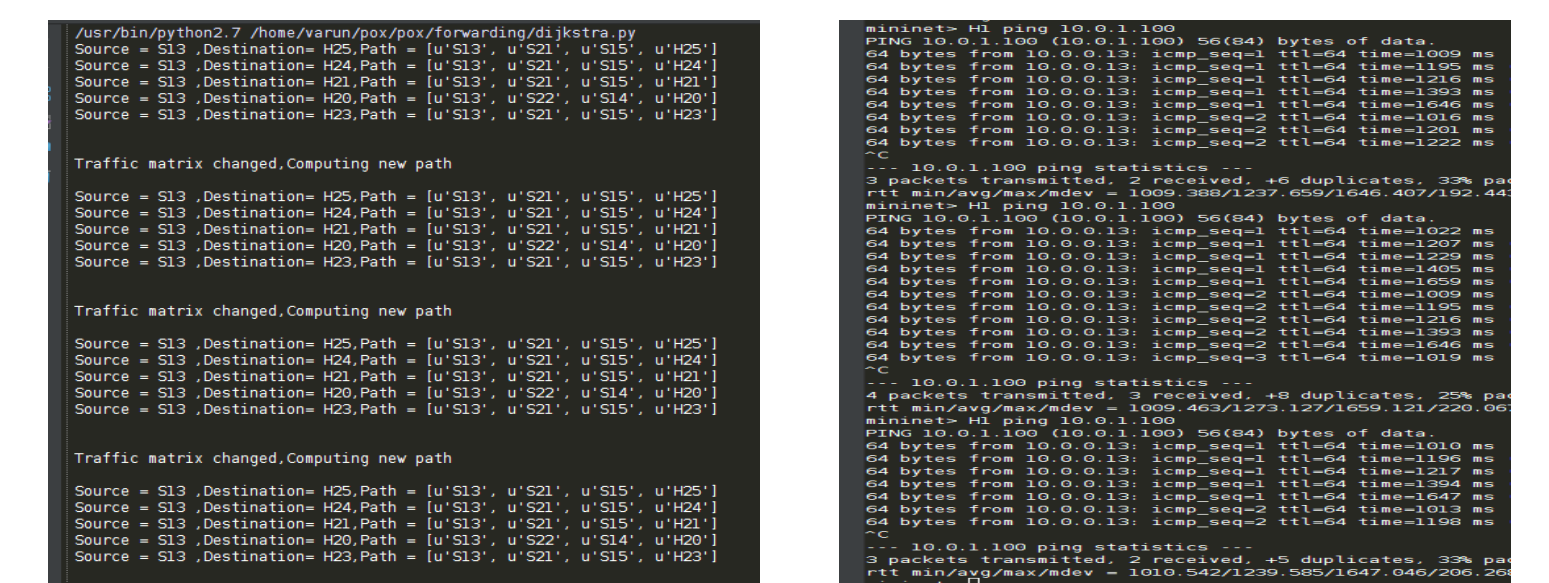 /usr/bin/python2.7 /home/varun/pox/pox/forwarding/dijkstra.py
Source = S13 ,Destination= H25,Path = [u'S13', u'S21', u'S15', u'H25']
Source = S13 ,Destination= H24,Path = [u'S13', u'S21', u'S15', u'H24']
Source = S13 ,Destination= H21,Path = [u'S13', u'S21', u'S15', u'H21']
Source = S13 ,Destination= H20,Path = [u'S13', u'S22', u'S14', u'H20']
Source = S13 ,Destination= H23,Path = [u'S13', u'S21', u'S15', u'H23']
Traffic matrix changed,Computing new path
Source = S13 ,Destination= H25,Path = [u'S13', u'S21', u'S15', u'H25']
Source = S13 ,Destination= H24,Path = [u'S13', u'S21', u'S15', u'H24']
Source = S13 ,Destination= H21,Path = [u'S13', u'S21', u'S15', u'H21']
Source = S13 ,Destination= H20,Path = [u'S13', u'S22', u'S14', u'H20']
Source = S13 ,Destination= H23,Path = [u'S13', u'S21', u'S15', u'H23']
Traffic matrix changed,Computing new path
Source = S13 ,Destination= H25,Path = [u'S13', u'S21', u'S15', u'H25']
Source = S13 ,Destination= H24,Path = [u'S13', u'S21', u'S15', u'H24']
Source = S13 ,Destination= H21,Path = [u'S13', u'S21', u'S15', u'H21']
Source = S13 ,Destination= H20,Path = [u'S13', u'S22', u'S14', u'H20']
Source = S13 ,Destination= H23,Path = [u'S13', u'S21', u'S15', u'H23']
Traffic matrix changed,Computing new path
Source = S13 ,Destination= H25,Path = [u'S13', u'S21', u'S15', u'H25']
Source = S13 ,Destination= H24,Path = [u'S13', u'S21', u'S15', u'H24']
Source = S13 ,Destination= H21,Path = [u'S13', u'S21', u'S15', u'H21']
Source = S13 ,Destination= H20,Path = [u'S13', u'S22', u'S14', u'H20']
Source = S13 ,Destination= H23,Path = [u'S13', u'S21', u'S15', u'H23']
mininet> H1 ping 10.0.1.100
PING 10.0.1.100 (10.0.1.100) 56(84) bytes of data.
64 bytes from 10.0.0.13: icmp_seq=1 ttl=64 time=1009 ms
64 bytes from 10.0.0.13: icmp_seq=1 ttl=64 time=1195 ms
64 bytes from 10.0.0.13: icmp_seq=1 ttl=64 time=1216 ms
64 bytes from 10.0.0.13: icmp_seq=1 ttl=64 time=1393 ms
64 bytes from 10.0.0.13: icmp_seq=1 ttl=64 time=1646 ms
64 bytes from 10.0.0.13: icmp_seq=2 ttl=64 time=1016 ms
64 bytes from 10.0.0.13: icmp_seq=2 ttl=64 time=1201 ms
64 bytes from 10.0.0.13: icmp_seq=2 ttl=64 time=1222 ms
^C
--- 10.0.1.100 ping statistics ---
3 packets transmitted, 2 received, +6 duplicates, 33% pac
rtt min/avg/max/mdev = 1009.388/1237.659/1646.407/192.443
mininet> H1 ping 10.0.1.100
PING 10.0.1.100 (10.0.1.100) 56(84) bytes of data.
64 bytes from 10.0.0.13: icmp_seq=1 ttl=64 time=1022 ms
64 bytes from 10.0.0.13: icmp_seq=1 ttl=64 time=1207 ms
64 bytes from 10.0.0.13: icmp_seq=1 ttl=64 time=1229 ms
64 bytes from 10.0.0.13: icmp_seq=1 ttl=64 time=1405 ms
64 bytes from 10.0.0.13: icmp_seq=1 ttl=64 time=1659 ms
64 bytes from 10.0.0.13: icmp_seq=2 ttl=64 time=1009 ms
64 bytes from 10.0.0.13: icmp_seq=2 ttl=64 time=1195 ms
64 bytes from 10.0.0.13: icmp_seq=2 ttl=64 time=1216 ms
64 bytes from 10.0.0.13: icmp_seq=2 ttl=64 time=1393 ms
64 bytes from 10.0.0.13: icmp_seq=2 ttl=64 time=1646 ms
64 bytes from 10.0.0.13: icmp_seq=3 ttl=64 time=1019 ms
^C
--- 10.0.1.100 ping statistics ---
4 packets transmitted, 3 received, +8 duplicates, 25% pac
rtt min/avg/max/mdev = 1009.463/1273.127/1659.121/220.067
mininet> H1 ping 10.0.1.100
PING 10.0.1.100 (10.0.1.100) 56(84) bytes of data.
64 bytes from 10.0.0.13: icmp_seq=1 ttl=64 time=1010 ms
64 bytes from 10.0.0.13: icmp_seq=1 ttl=64 time=1196 ms
64 bytes from 10.0.0.13: icmp_seq=1 ttl=64 time=1217 ms
64 bytes from 10.0.0.13: icmp_seq=1 ttl=64 time=1394 ms
64 bytes from 10.0.0.13: icmp_seq=1 ttl=64 time=1647 ms
64 bytes from 10.0.0.13: icmp_seq=2 ttl=64 time=1013 ms
64 bytes from 10.0.0.13: icmp_seq=2 ttl=64 time=1198 ms
^C
--- 10.0.1.100 ping statistics ---
3 packets transmitted, 2 received, +5 duplicates, 33% pac
rtt min/avg/max/mdev = 1010.542/1239.585/1647.046/206.268